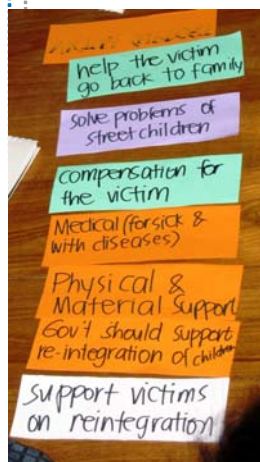 help the victim
go back to family
solve problems of
street children
compensation for
the victim
Medical (for sick &
with diseases)
Physical &
Material Support
Gov't should support
re-integration of children
support victims
on reintegration